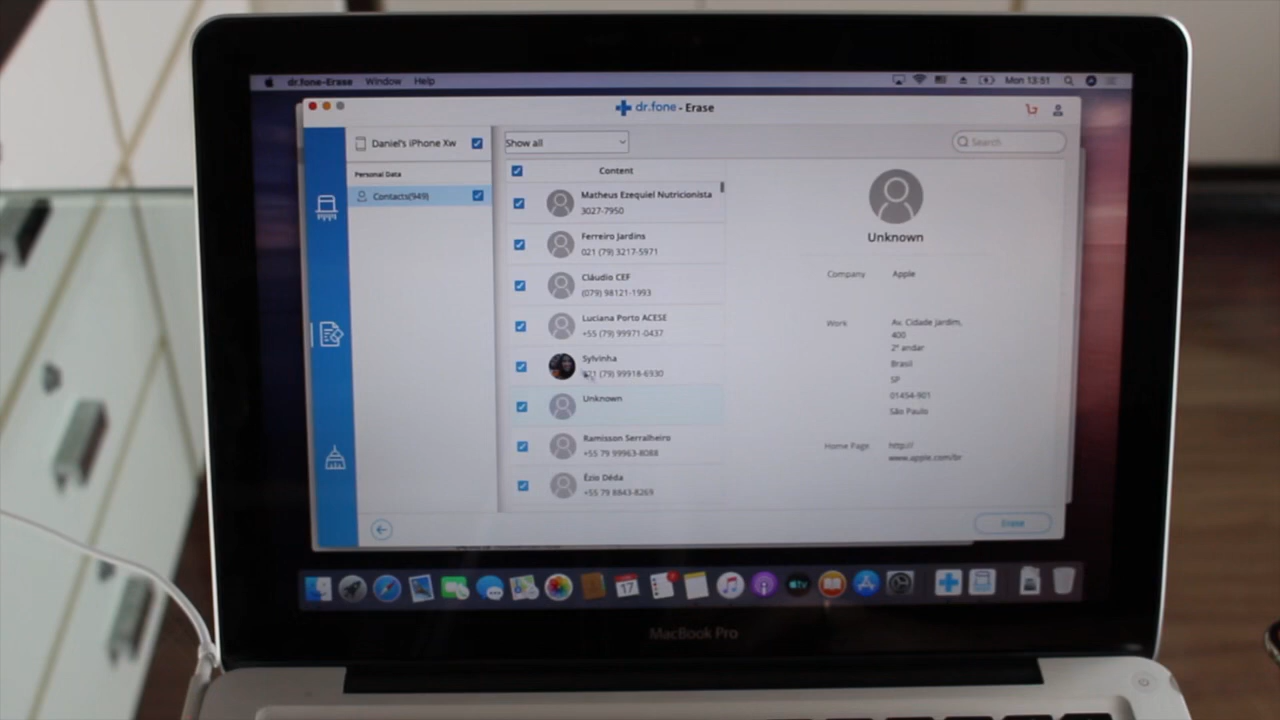 dr.fone-Erase Window Help Mon 13:51
dr.fone - Erase
Daniel's iPhone Xw
Show all
Search
Personal Data
Contacts(949)
Content
Matheus Ezequiel Nutricionista
3027-7950
Ferreiro Jardins
021 (79) 3217-5971
Cláudio CEF
(079) 98121-1993
Luciana Porto ACESE
+55 (79) 99971-0437
Sylvinha
021 (79) 99918-6930
Unknown
Ramisson Serralheiro
+55 79 99963-8088
Ézio Déda
+55 79 8843-8269
Unknown
Company Apple
Work Av. Cidade Jardim,
400
2º andar
Brasil
SP
01454-901
São Paulo
Home Page http://
www.apple.com/br
Erase
17
tv
MacBook Pro